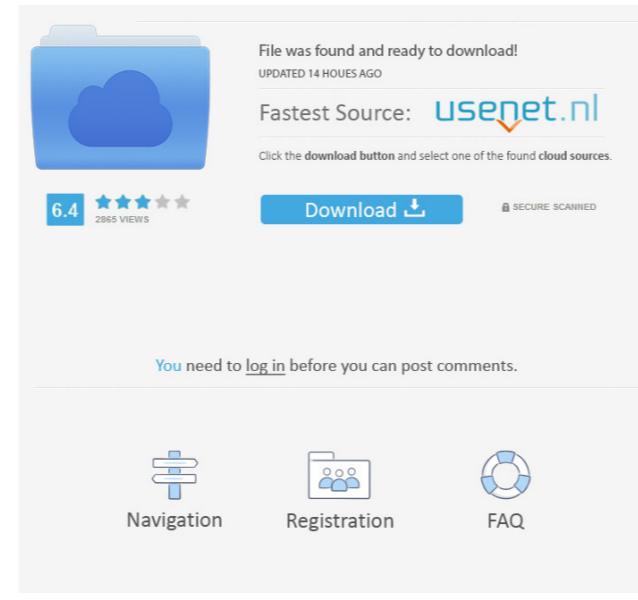 File was found and ready to download!
UPDATED 14 HOUES AGO
Fastest Source: usenet.nl
Click the download button and select one of the found cloud sources.
6.4
2865 VIEWS
Download
SECURE SCANNED
You need to log in before you can post comments.
Navigation
Registration
FAQ